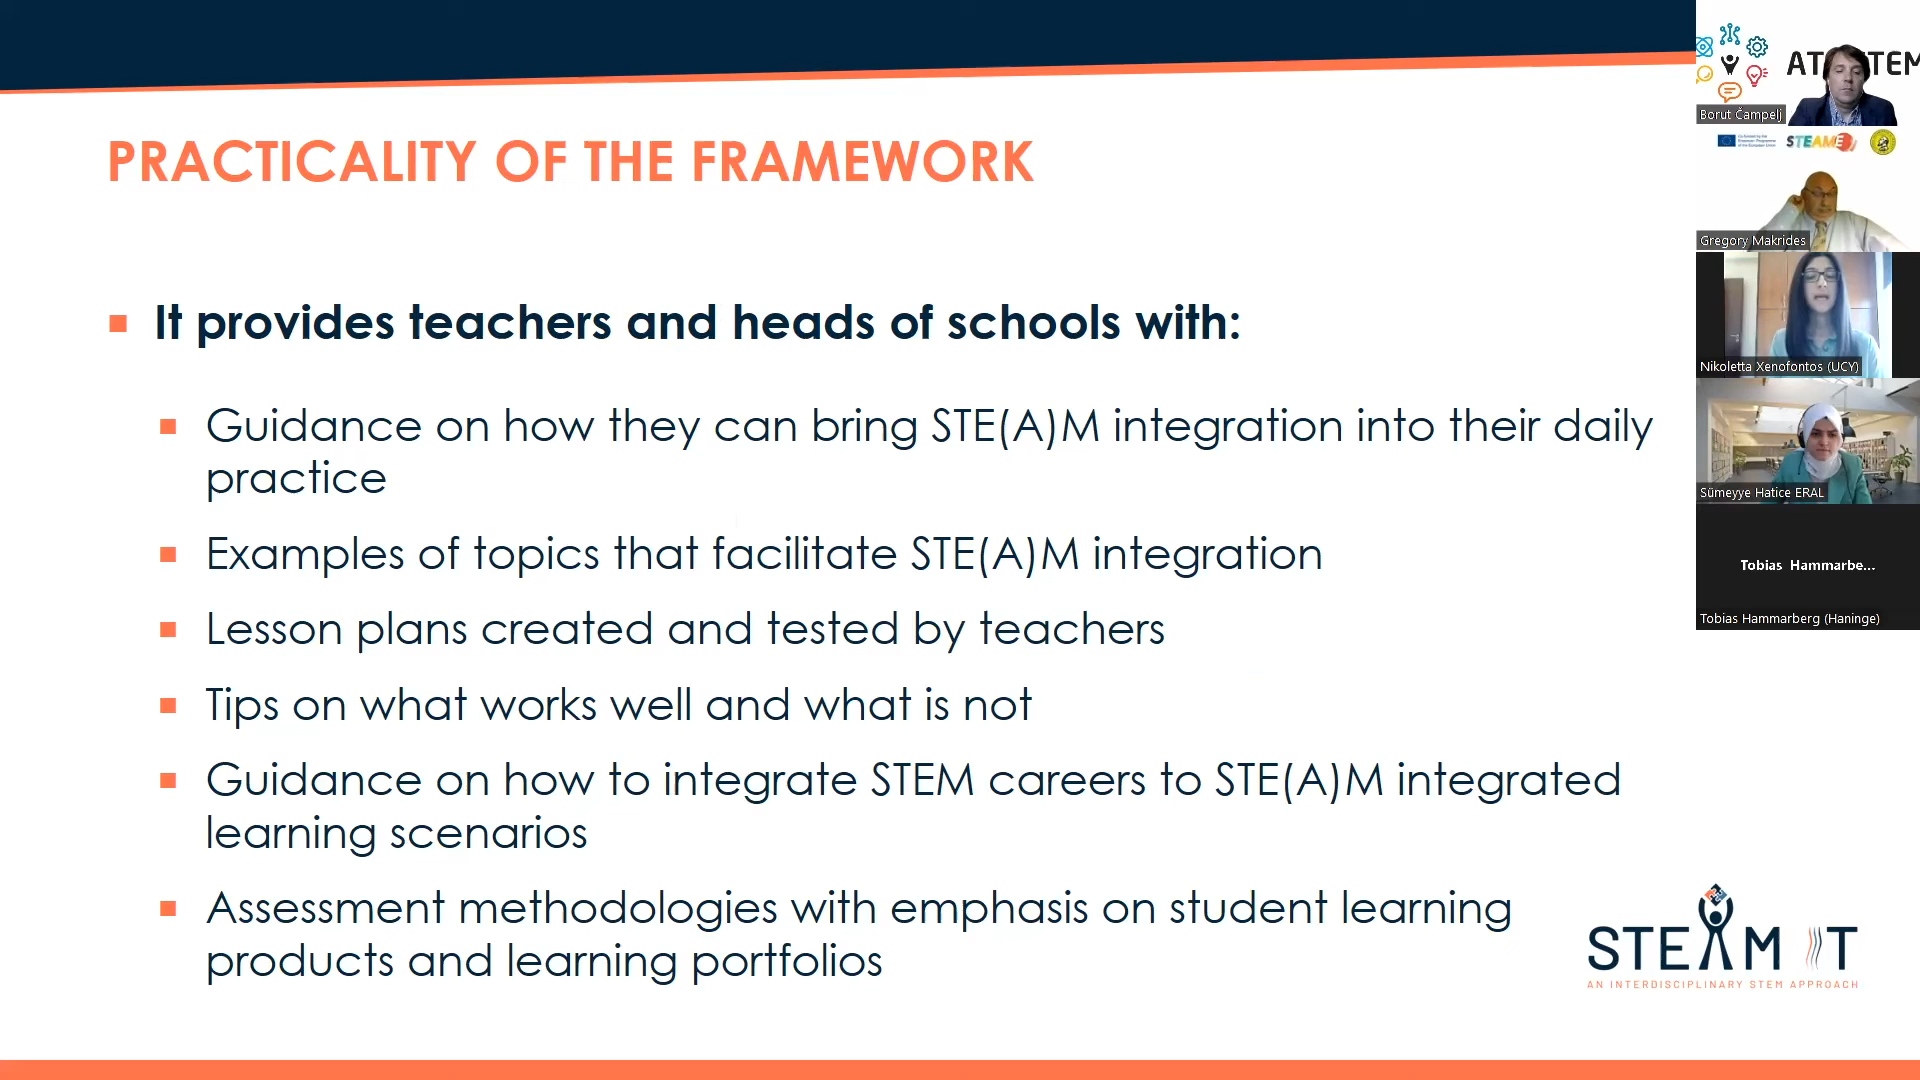 PRACTICALITY OF THE FRAMEWORK
It provides teachers and heads of schools with:
Guidance on how they can bring STE(A)M integration into their daily
practice
Examples of topics that facilitate STE(A)M integration
Lesson plans created and tested by teachers
Tips on what works well and what is not
Guidance on how to integrate STEM careers to STE(A)M integrated
learning scenarios
Assessment methodologies with emphasis on student learning
products and learning portfolios
STEAM IT
AN INTERDISCIPLINARY STEM APPROACH
Borut Čampelj
STEAME
Gregory Makrides
Nikoletta Xenofontos (UCY)
Sümeyye Hatice ERAL
Tobias Hammarbe...
Tobias Hammarberg (Haninge)